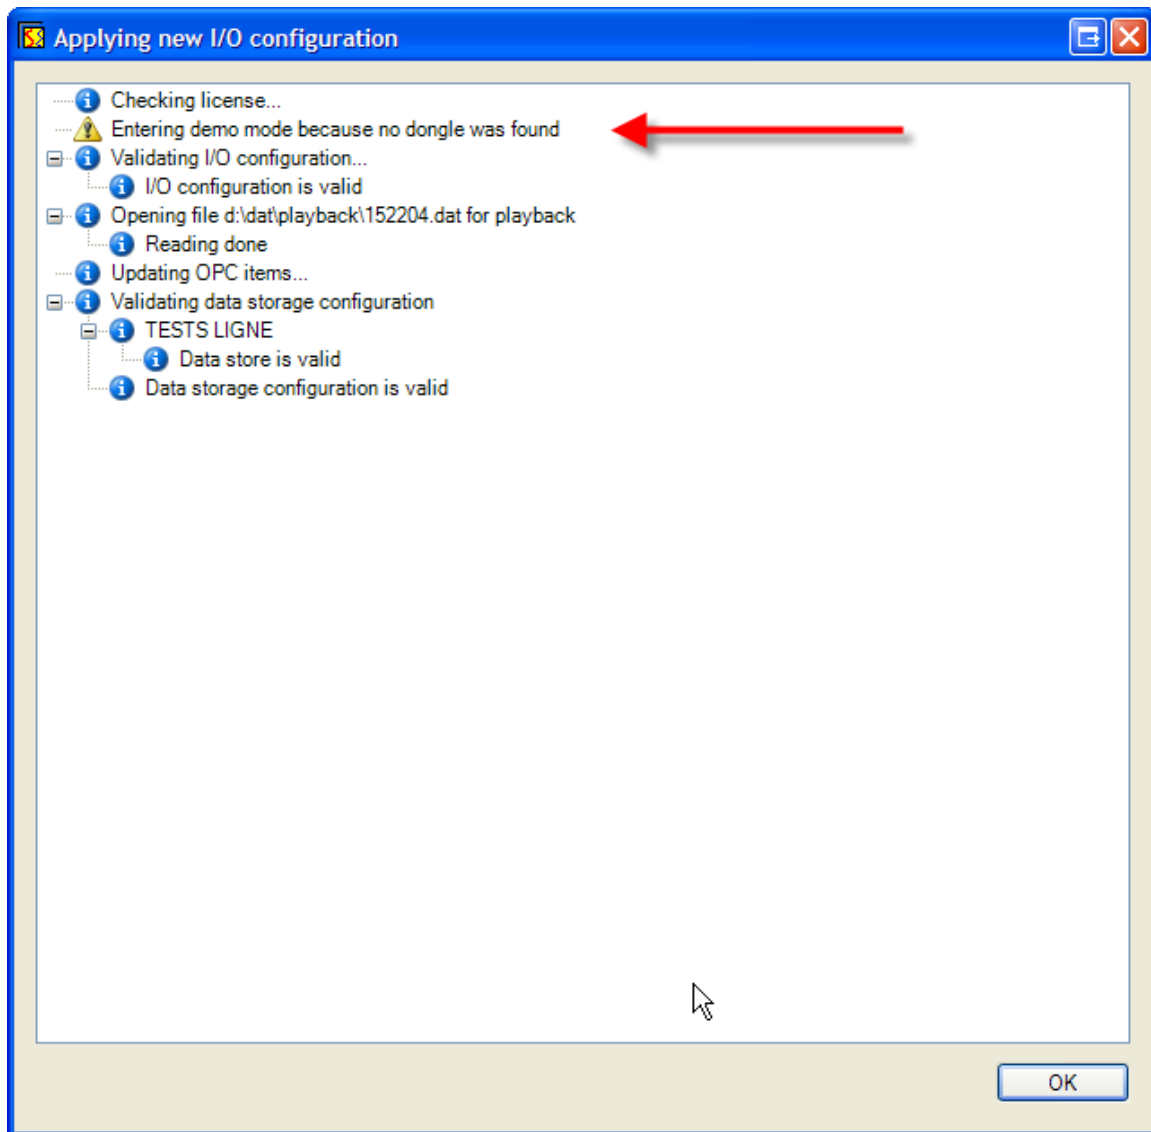 Applying new I/O configuration
Checking license...
Entering demo mode because no dongle was found
Validating I/O configuration...
I/O configuration is valid
Opening file d:\dat\playback\152204.dat for playback
Reading done
Updating OPC items...
Validating data storage configuration
TESTS LIGNE
Data store is valid
Data storage configuration is valid
OK